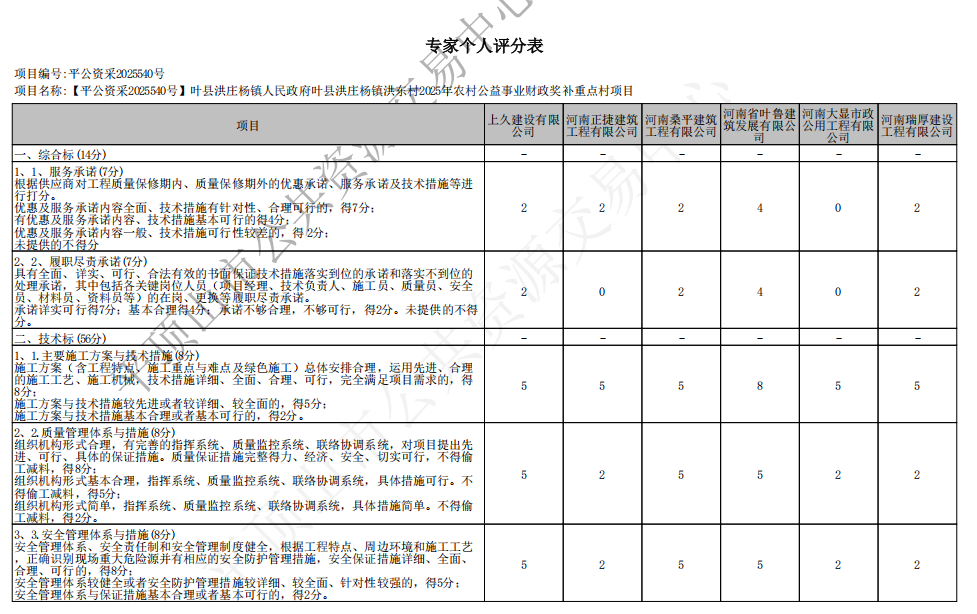 专家个人评分表
项目编号:平公资采2025540号
项目名称:【平公资采2025540号】叶县洪庄杨镇人民政府叶县洪庄杨镇洪东村2025年农村公益事业财政奖补重点村项目
项目 上久建设有限公司 河南正捷建筑工程有限公司 河南桑平建筑工程有限公司 河南省叶鲁建筑发展有限公司 河南大显市政公用工程有限公司 河南瑞厚建设工程有限公司
一、综合标(14分) – – – – – –
1、1、服务承诺(7分)
根据供应商对工程质量保修期内、质量保修期外的优惠承诺、服务承诺及技术措施等进
行打分。
优惠及服务承诺内容全面、技术措施有针对性、合理可行的，得7分；
有优惠及服务承诺内容、技术措施基本可行的得4分；
优惠及服务承诺内容一般、技术措施可行性较差的，得 2分；
未提供的不得分
2 2 2 4 0 2
2、2、履职尽责承诺(7分)
具有全面、详实、可行、合法有效的书面保证技术措施落实到位的承诺和落实不到位的
处理承诺，其中包括各关键岗位人员（项目经理、技术负责人、施工员、质量员、安全
员、材料员、资料员等）的在岗、更换等履职尽责承诺。
承诺详实可行得7分；基本合理得4分；承诺不够合理，不够可行，得2分。未提供的不得
分。
2 0 2 4 0 2
二、技术标(56分) – – – – – –
1、1.主要施工方案与技术措施(8分)
施工方案（含工程特点、施工重点与难点及绿色施工）总体安排合理，运用先进、合理
的施工工艺、施工机械，技术措施详细、全面、合理、可行，完全满足项目需求的，得
8分；
施工方案与技术措施较先进或者较详细、较全面的，得5分；
施工方案与技术措施基本合理或者基本可行的，得2分。
5 5 5 8 5 5
2、2.质量管理体系与措施(8分)
组织机构形式合理，有完善的指挥系统、质量监控系统、联络协调系统，对项目提出先
进、可行、具体的保证措施。质量保证措施完整得力、经济、安全、切实可行，不得偷
工减料，得8分；
组织机构形式基本合理，指挥系统、质量监控系统、联络协调系统，具体措施可行。不
得偷工减料，得5分；
组织机构形式简单，指挥系统、质量监控系统、联络协调系统，具体措施简单。不得偷
工减料，得2分。
5 2 5 5 2 2
3、3.安全管理体系与措施(8分)
安全管理体系、安全责任制和安全管理制度健全，根据工程特点、周边环境和施工工艺
，正确识别现场重大危险源并有相应的安全防护管理措施，安全保证措施详细、全面、
合理、可行的，得8分；
安全管理体系较健全或者安全防护管理措施较详细、较全面、针对性较强的，得5分；
安全管理体系与保证措施基本合理或者基本可行的，得2分。
5 2 5 5 2 2
平顶山市公共资源交易中心
平顶山市公共资源交易中心